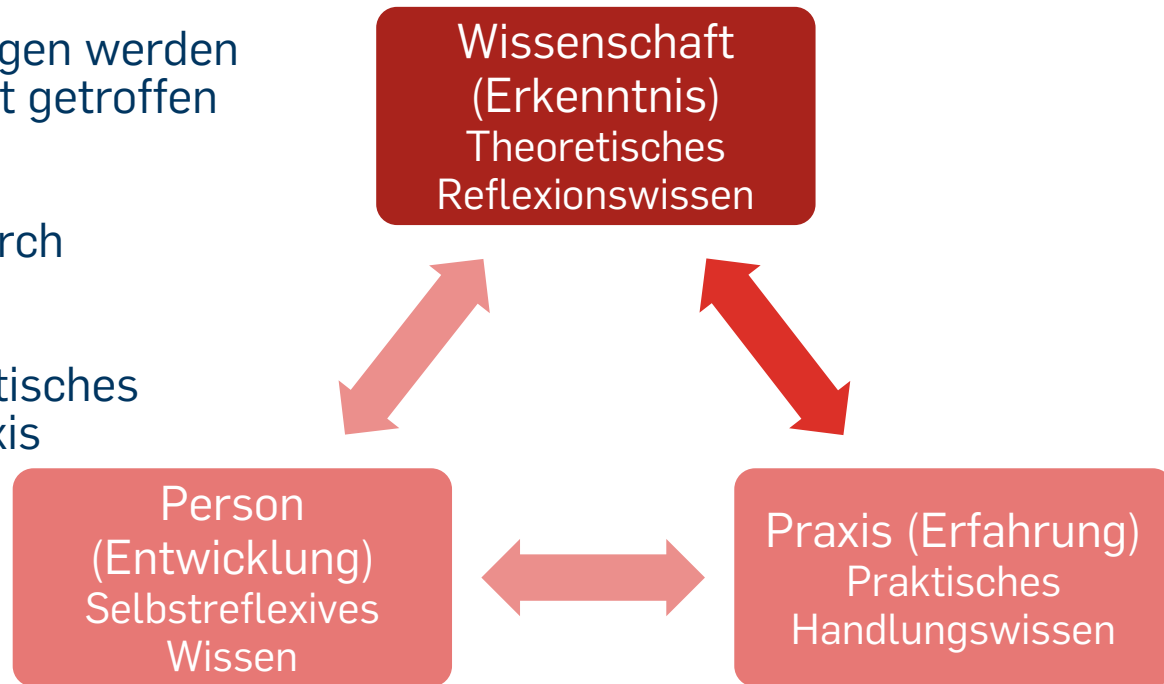 gen werden
t getroffen
rch
tisches
xis
Wissenschaft
(Erkenntnis)
Theoretisches
Reflexionswissen
Person
(Entwicklung)
Selbstreflexives
Wissen
Praxis (Erfahrung)
Praktisches
Handlungswissen